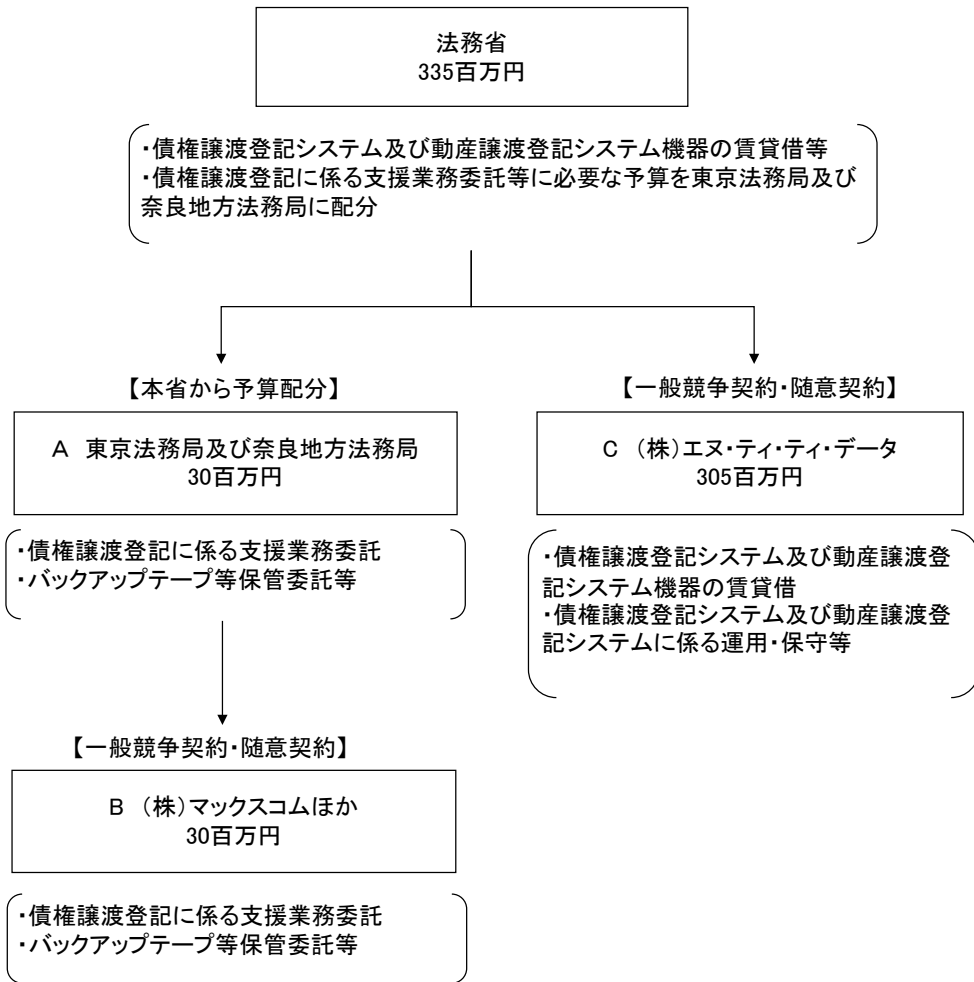 法務省
335百万円
・債権譲渡登記システム及び動産譲渡登記システム機器の賃貸借等
・債権譲渡登記に係る支援業務委託等に必要な予算を東京法務局及び
奈良地方法務局に配分
【本省から予算配分】
A 東京法務局及び奈良地方法務局
30百万円
・債権譲渡登記に係る支援業務委託
・バックアップテープ等保管委託等
【一般競争契約・随意契約】
B （株）マックスコムほか
30百万円
・債権譲渡登記に係る支援業務委託
・バックアップテープ等保管委託等
【一般競争契約・随意契約】
C （株）エヌ・ティ・ティ・データ
305百万円
・債権譲渡登記システム及び動産譲渡登
記システム機器の賃貸借
・債権譲渡登記システム及び動産譲渡登
記システムに係る運用・保守等